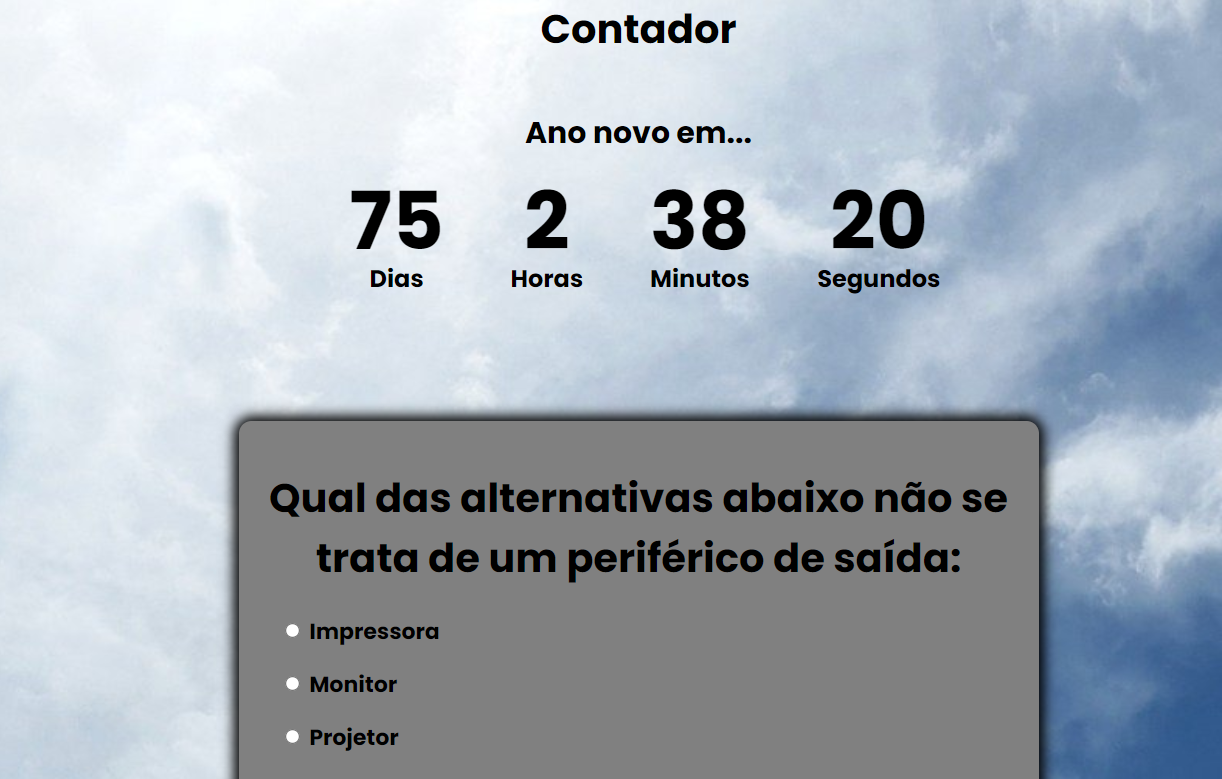 Contador
Ano novo em...
75 2 38 20
Dias Horas Minutos Segundos
Qual das alternativas abaixo não se
trata de um periférico de saída:
Impressora
Monitor
Projetor